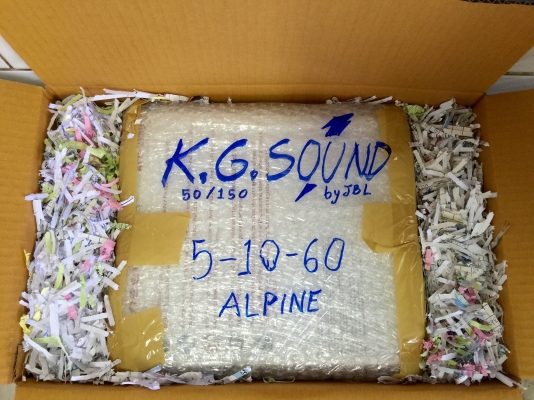 K.G.SOUND
50/150 by JBL
5-10-60
ALPINE